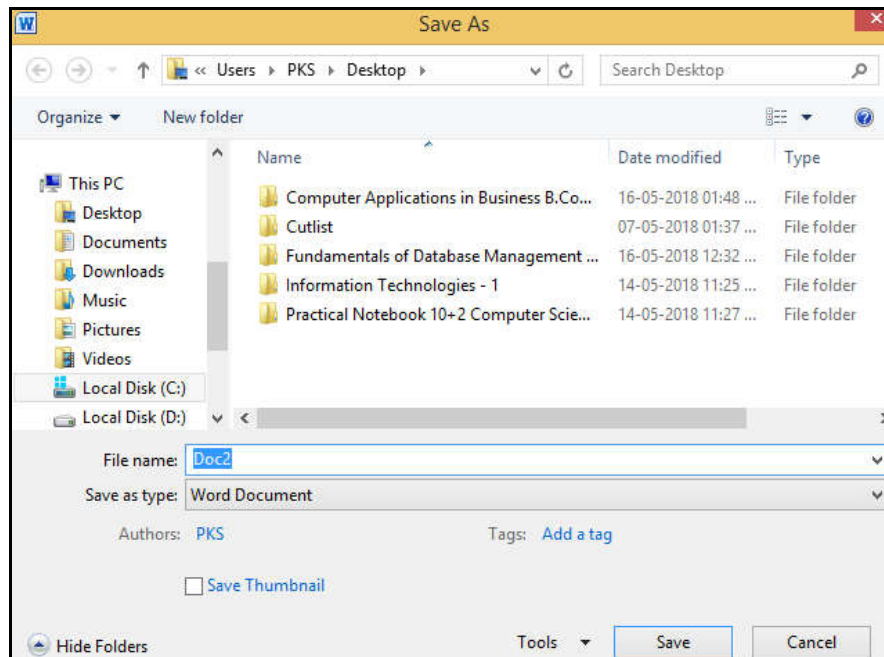 Save As
« Users PKS Desktop Search Desktop
Organize New folder
Name Date modified Type
This PC
Desktop
Documents
Downloads
Music
Pictures
Videos
Local Disk (C:)
Local Disk (D:)
Computer Applications in Business B.Co... 16-05-2018 01:48 ... File folder
Cutlist 07-05-2018 01:37 ... File folder
Fundamentals of Database Management ... 16-05-2018 12:32 ... File folder
Information Technologies - 1 14-05-2018 11:25 ... File folder
Practical Notebook 10+2 Computer Scie... 14-05-2018 11:27 ... File folder
File name: Doc2
Save as type: Word Document
Authors: PKS Tags: Add a tag
Save Thumbnail
Hide Folders Tools Save Cancel